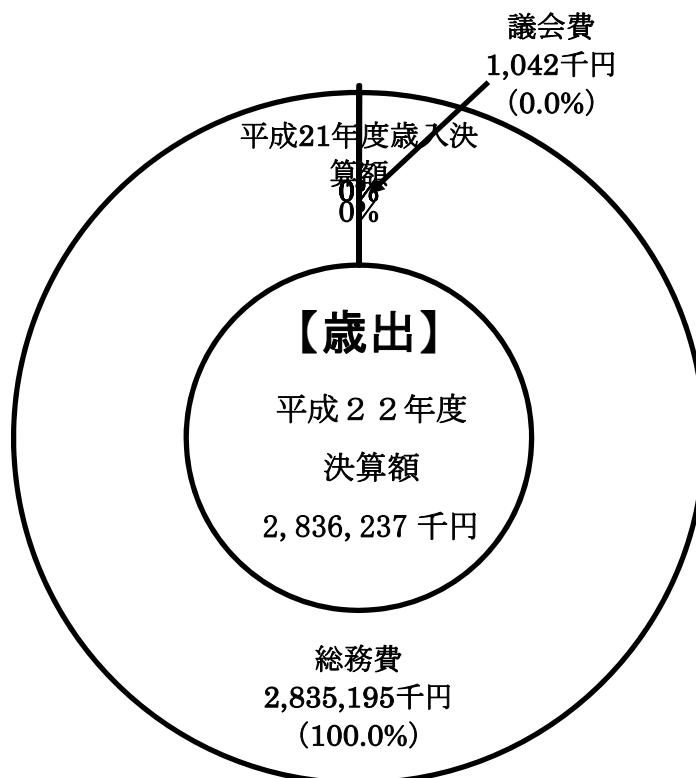 議会費
1,042千円
(0.0%)
平成21年度歳入決
算額
0%
0%
【歳出】
平成２２年度
決算額
2,836,237 千円
総務費
2,835,195千円
(100.0%)